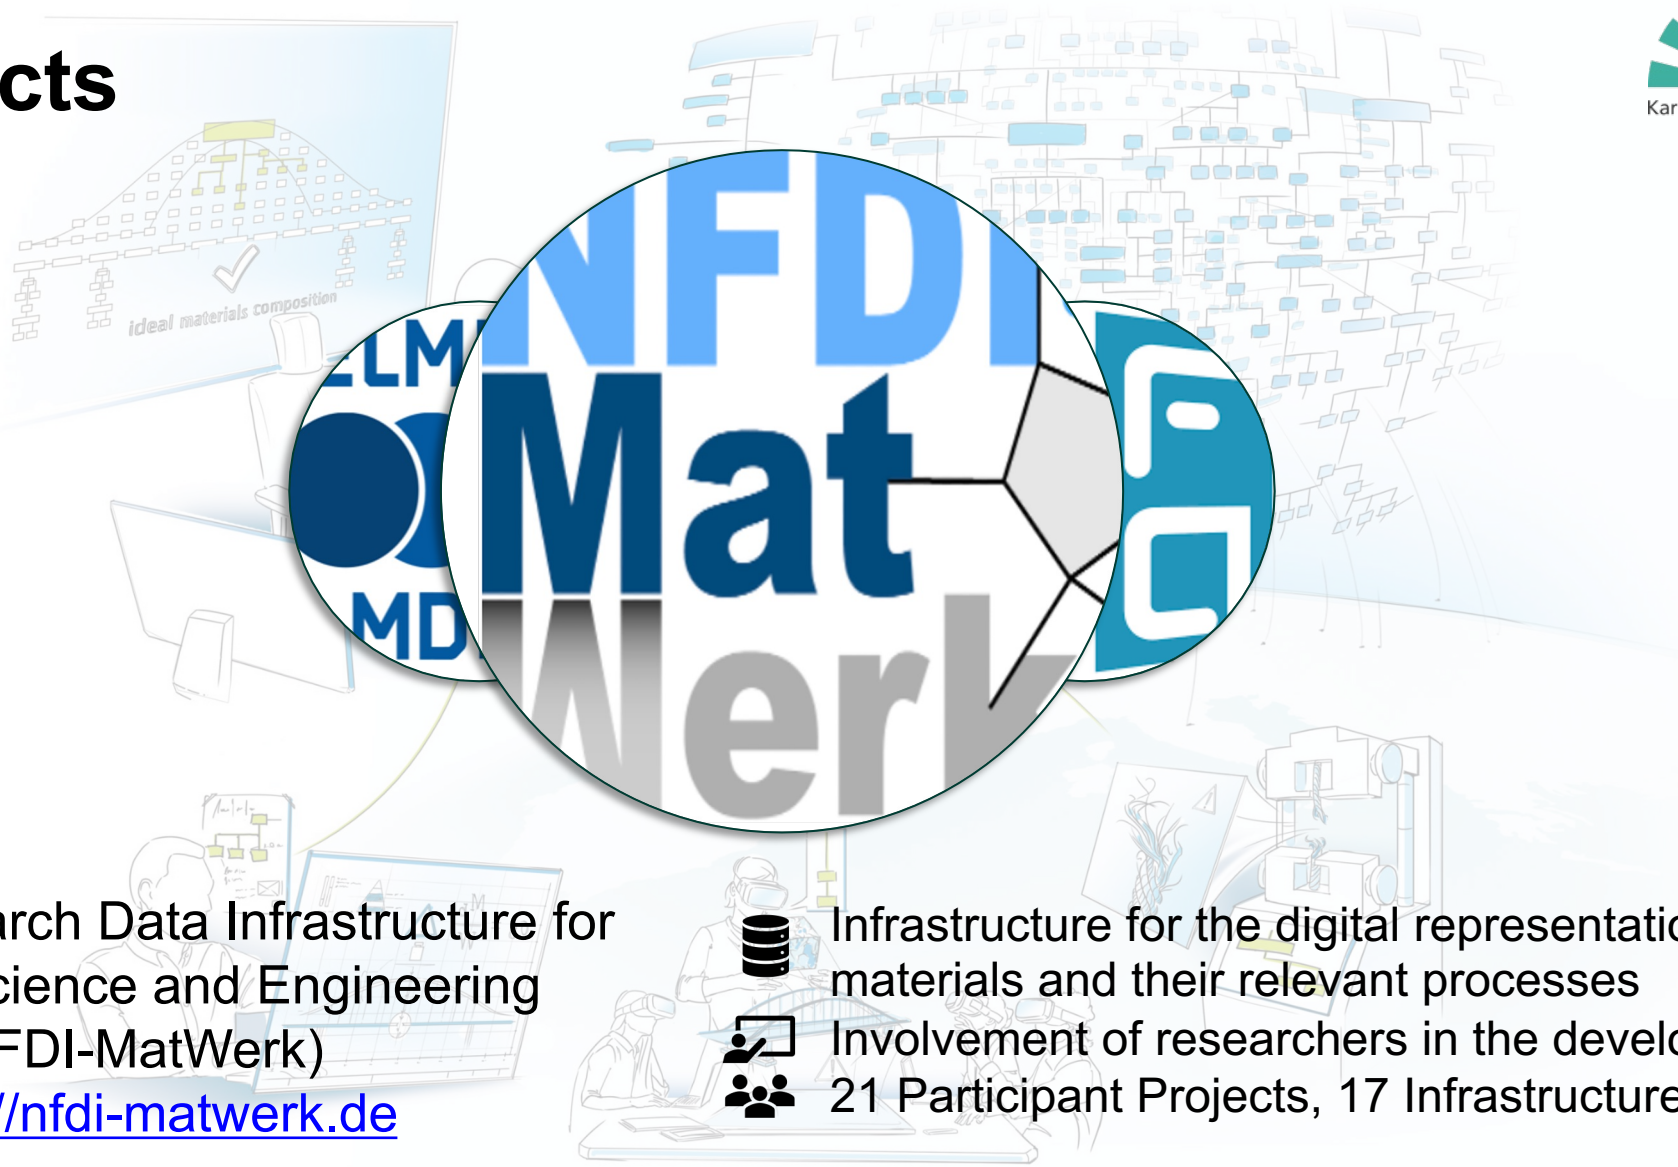 cts
Kar
ideal materials composition
ELM
NFDI
Mat
Werk
MD
arch Data Infrastructure for
cience and Engineering
FDI-MatWerk)
//nfdi-matwerk.de
Infrastructure for the digital representatic
materials and their relevant processes
Involvement of researchers in the develo
21 Participant Projects, 17 Infrastructure